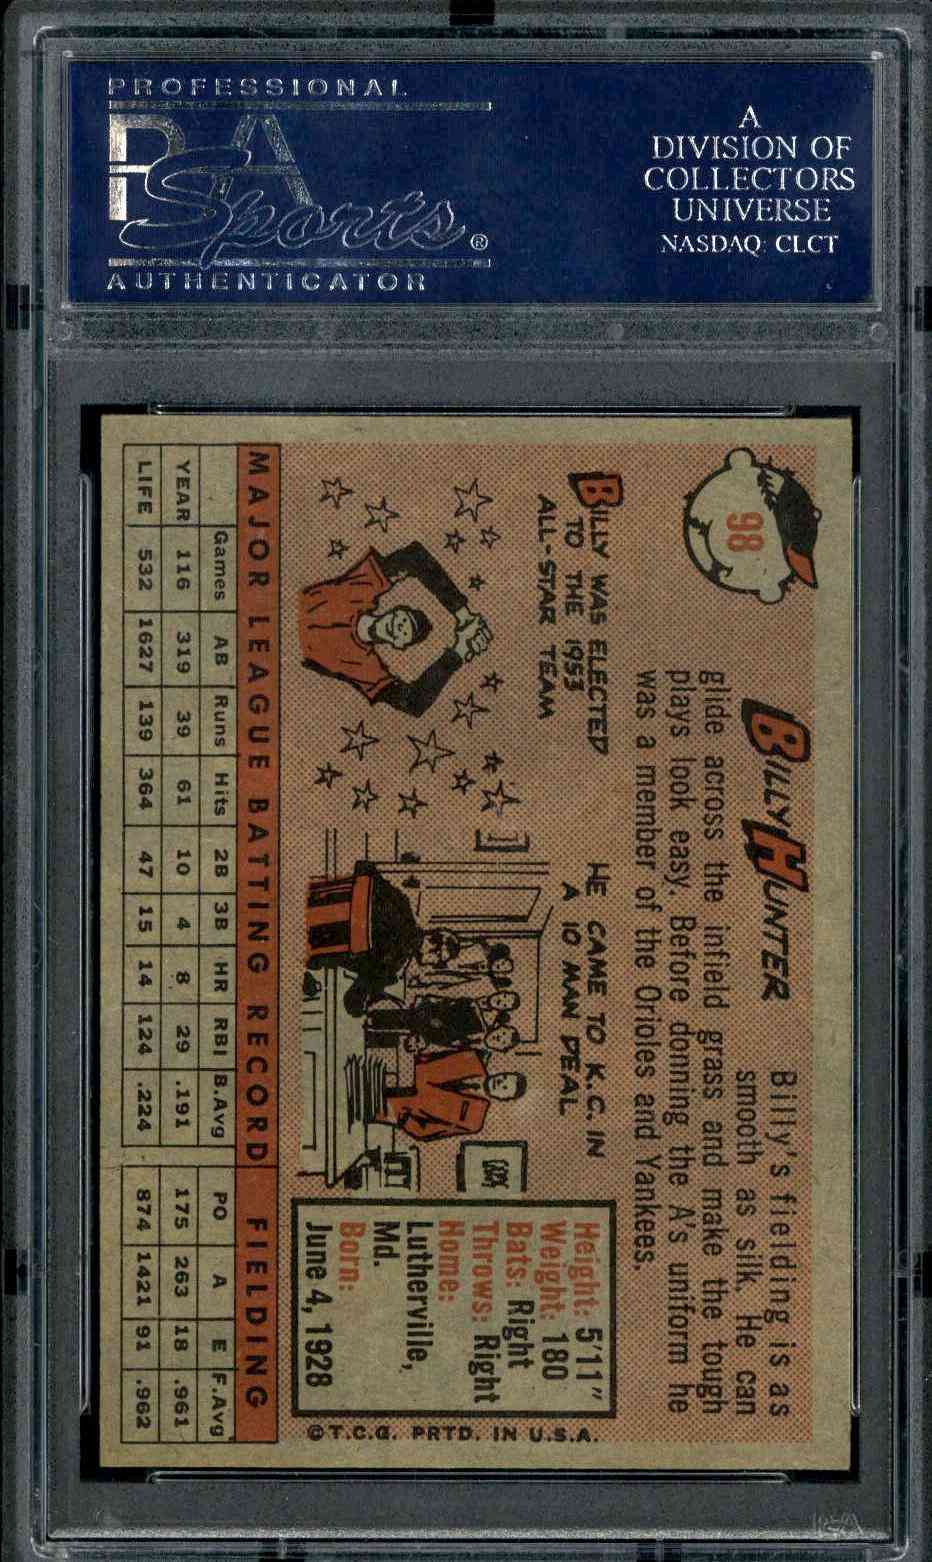 PROFESSIONAL
PSA
Sports®
AUTHENTICATOR
A
DIVISION OF
COLLECTORS
UNIVERSE
NASDAQ: CLCT
98
BILLY HUNTER
Billy's fielding is as
smooth as silk. He can
glide across the infield grass and make the tough
plays look easy. Before donning the A's uniform he
was a member of the Orioles and Yankees.
BILLY WAS ELECTED
TO THE 1953
ALL-STAR TEAM
HE CAME TO K.C. IN
A 10 MAN DEAL
Height: 5'11"
Weight: 180
Bats: Right
Throws: Right
Home:
Lutherville,
Md.
Born:
June 4, 1928
©T.C.G. PRTD. IN U.S.A.
MAJOR LEAGUE BATTING RECORD FIELDING
Games AB Runs Hits 2B 3B HR RBI B.Avg PO A E F.Avg
YEAR 116 319 39 61 10 4 8 29 .191 175 263 18 .961
LIFE 532 1627 139 364 47 15 14 124 .224 874 1421 91 .962